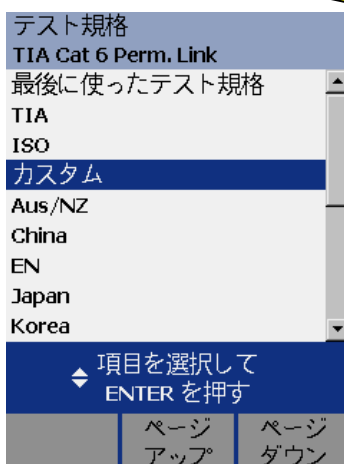 テスト規格
TIA Cat 6 Perm. Link
最後に使ったテスト規格
TIA
ISO
カスタム
Aus/NZ
China
EN
Japan
Korea
項目を選択して
ENTER を押す
ページ
アップ
ページ
ダウン